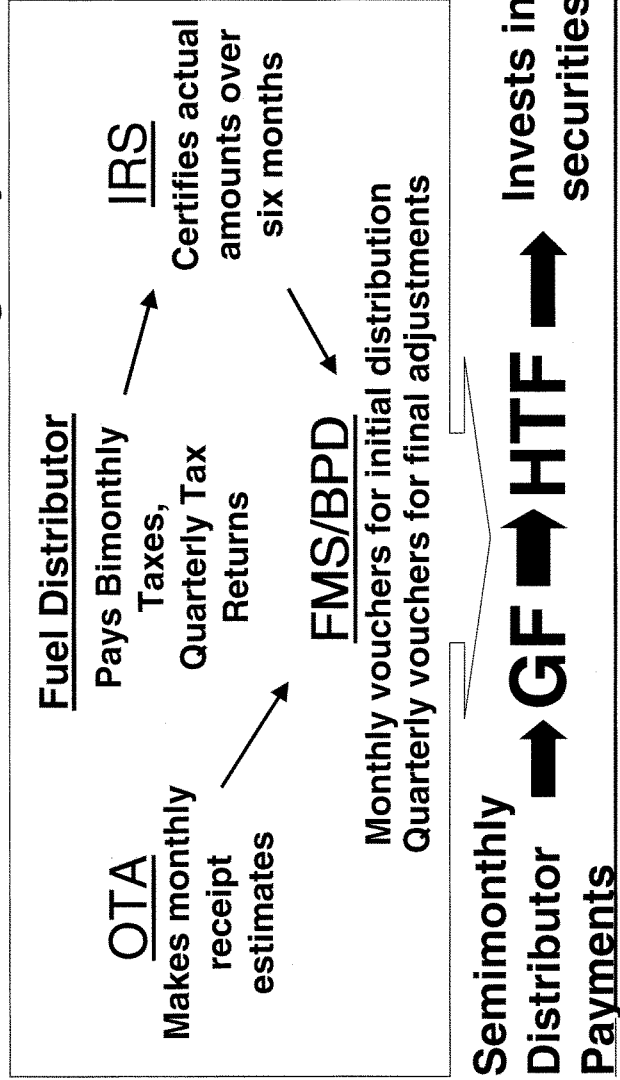 Fuel Distributor
Pays Bimonthly
Taxes,
Quarterly Tax
Returns
OTA
Makes monthly
receipt
estimates
IRS
Certifies actual
amounts over
six months
FMS/BPD
Monthly vouchers for initial distribution
Quarterly vouchers for final adjustments
Semimonthly
Distributor
Payments
GF
HTF
Invests in
securities